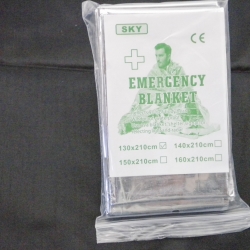 SKY
CE
EMERGENCY
BLANKET
130x210cm 140x210cm
150x210cm 160x210cm